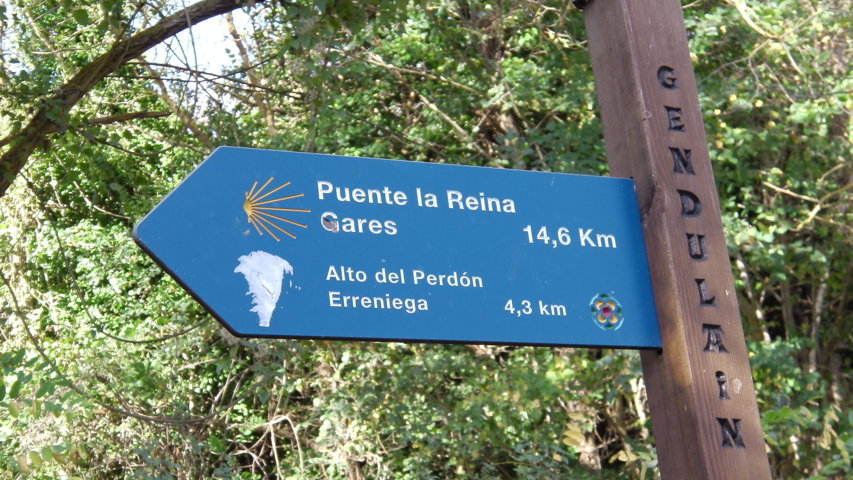 Puente la Reina
Gares
14,6 Km
Alto del Perdón
Erreniega
4,3 km
GENDULAiN